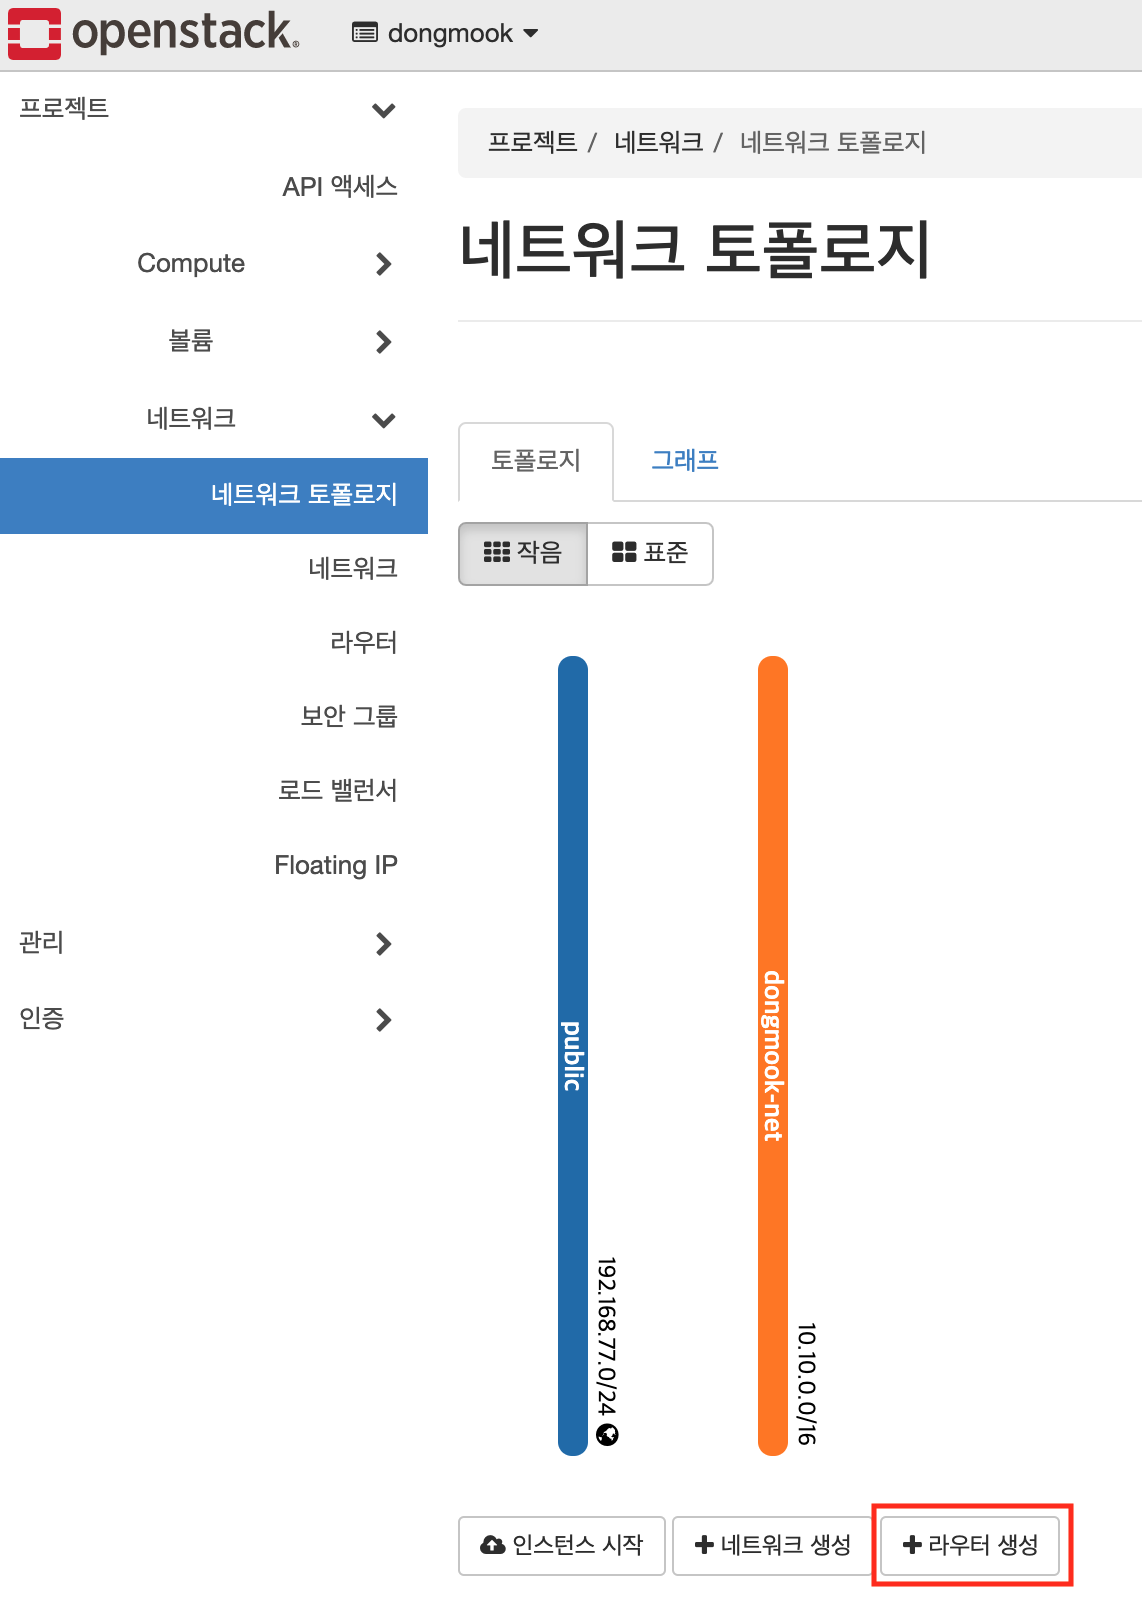 openstack.
dongmook
프로젝트
API 액세스
Compute
볼륨
네트워크
네트워크 토폴로지
네트워크
라우터
보안 그룹
로드 밸런서
Floating IP
관리
인증
프로젝트 / 네트워크 / 네트워크 토폴로지
네트워크 토폴로지
토폴로지 그래프
작음 표준
public
192.168.77.0/24
dongmook-net
10.10.0.0/16
인스턴스 시작 네트워크 생성 라우터 생성